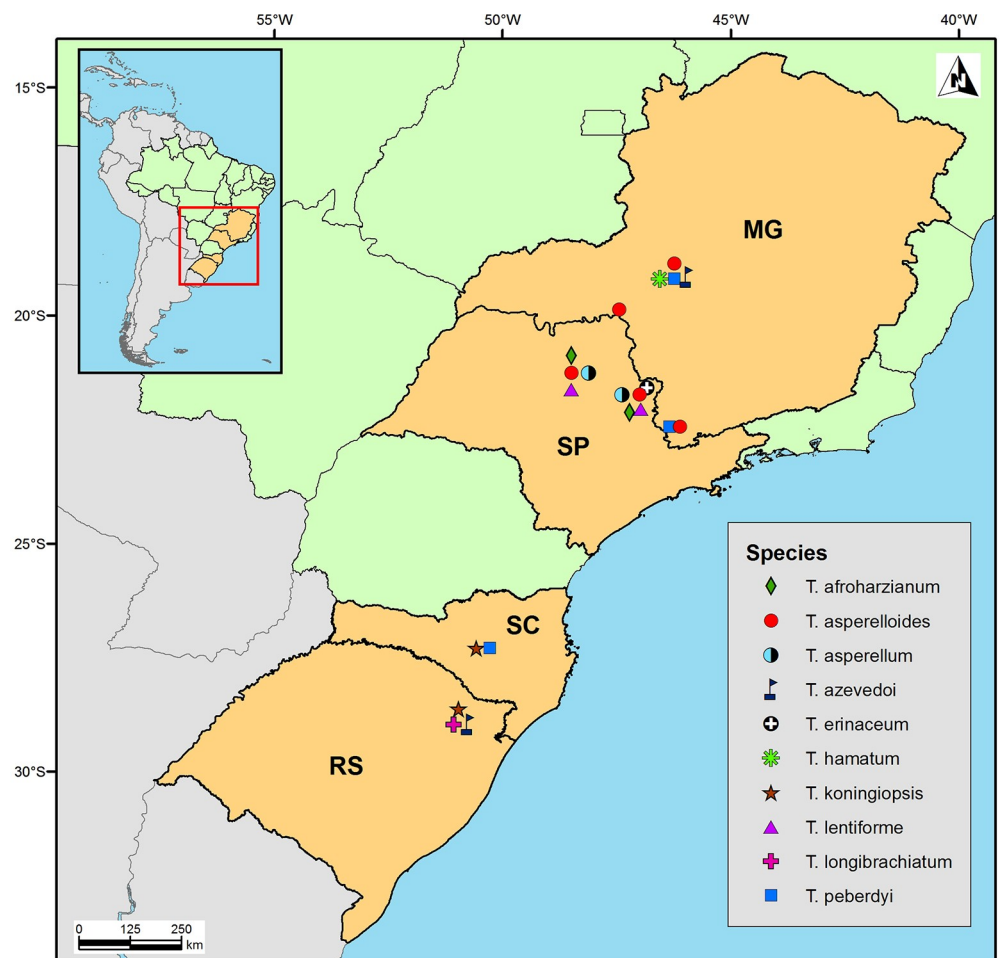 55°W 50°W 45°W 40°W
15°S
20°S
25°S
30°S
N
MG
SP
SC
RS
Species
T. afroharzianum
T. asperelloides
T. asperellum
T. azevedoi
T. erinaceum
T. hamatum
T. koningiopsis
T. lentiforme
T. longibrachiatum
T. peberdyi
0 125 250
km